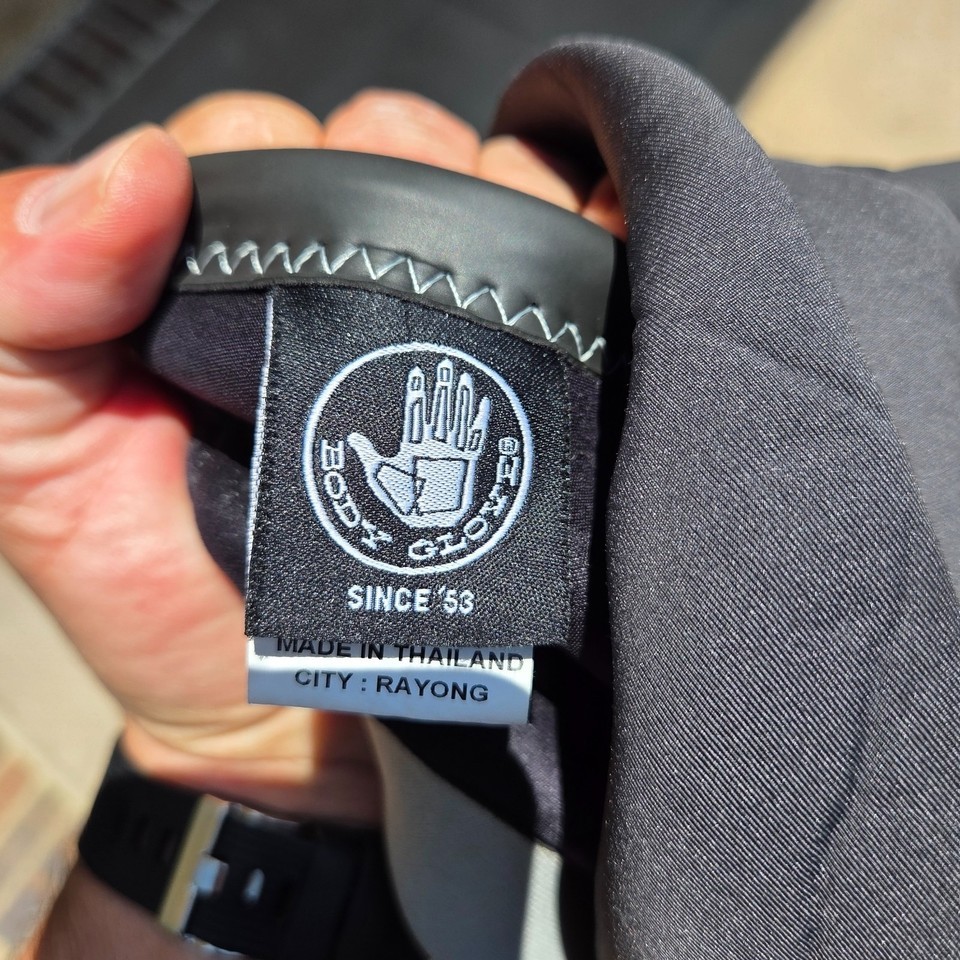 BODY GLOVE®
SINCE '53
MADE IN THAILAND
CITY : RAYONG